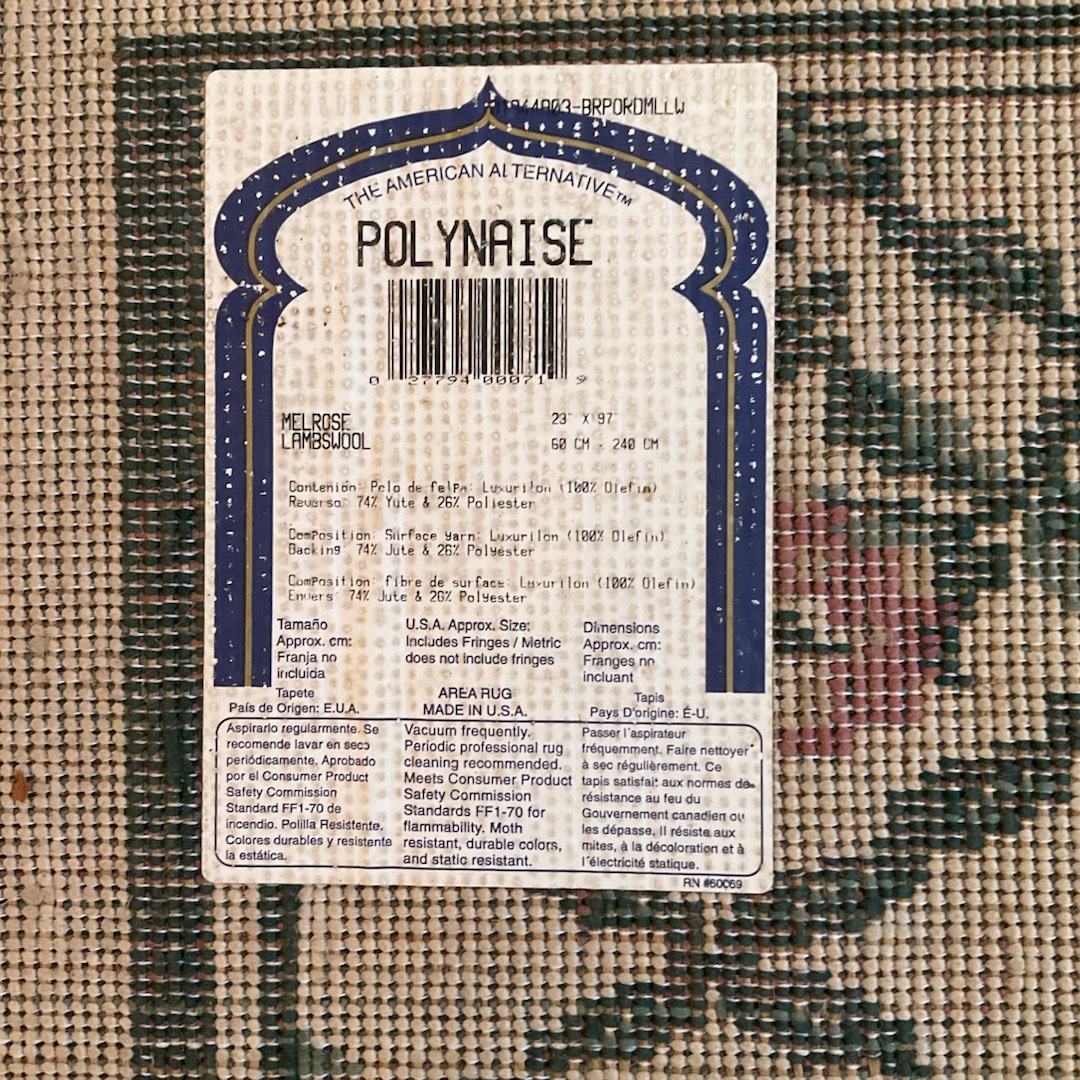 44A03-BRPORDMLLW
THE AMERICAN ALTERNATIVE™
POLYNAISE
0 27794 00071 9
MELROSE
LAMBSWOOL
23" X 97"
60 CM x 240 CM
Contenión: Pelo de felpa: Luxurilon (100% Olefin)
Reverso: 74% Yute & 26% Poliester
Composition: Surface Yarn: Luxurilon (100% Olefin)
Backing: 74% Jute & 26% Polyester
Composition: fibre de surface: Luxurilon (100% Olefin)
Envers: 74% Jute & 26% Polyester
Tamaño
Approx. cm:
Franja no
incluida
U.S.A. Approx. Size:
Includes Fringes / Metric
does not include fringes
Dimensions
Approx. cm:
Franges no
incluant
Tapete
País de Origen: E.U.A.
AREA RUG
MADE IN U.S.A.
Tapis
Pays D'origine: É-U.
Aspirarlo regularmente. Se
recomende lavar en seco
periódicamente. Aprobado
por el Consumer Product
Safety Commission
Standard FF1-70 de
incendio. Polilla Resistente.
Colores durables y resistente
la estática.
Vacuum frequently.
Periodic professional rug
cleaning recommended.
Meets Consumer Product
Safety Commission
Standards FF1-70 for
flammability. Moth
resistant, durable colors,
and static resistant.
Passer l'aspirateur
fréquemment. Faire nettoyer
à sec régulièrement. Ce
tapis satisfait aux normes de
résistance au feu du
Gouvernement canadien ou
les dépasse. Il résiste aux
mites, à la décoloration et à
l'électricité statique.
RN #60069